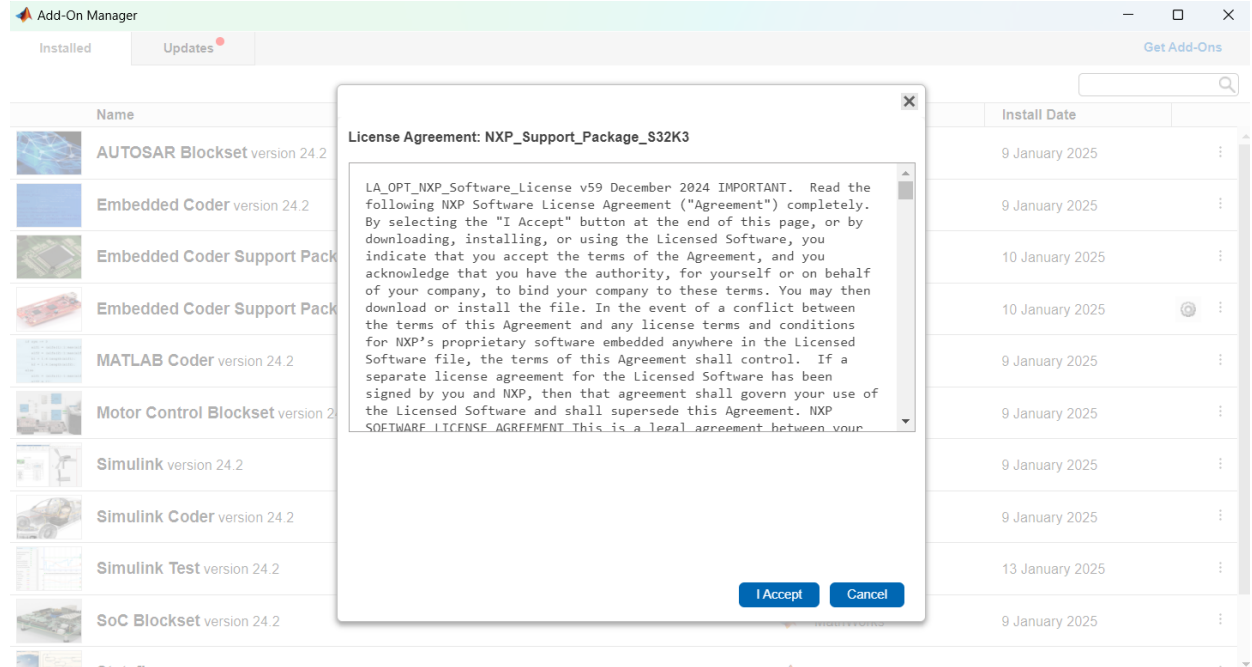 Add-On Manager
Installed
Updates
Get Add-Ons
Name
Install Date
AUTOSAR Blockset version 24.2
9 January 2025
Embedded Coder version 24.2
9 January 2025
Embedded Coder Support Pack
10 January 2025
Embedded Coder Support Pack
10 January 2025
MATLAB Coder version 24.2
9 January 2025
Motor Control Blockset version 2
9 January 2025
Simulink version 24.2
9 January 2025
Simulink Coder version 24.2
9 January 2025
Simulink Test version 24.2
13 January 2025
SoC Blockset version 24.2
MathWorks
9 January 2025
License Agreement: NXP_Support_Package_S32K3
LA_OPT_NXP_Software_License v59 December 2024 IMPORTANT.  Read the
following NXP Software License Agreement ("Agreement") completely.
By selecting the "I Accept" button at the end of this page, or by
downloading, installing, or using the Licensed Software, you
indicate that you accept the terms of the Agreement, and you
acknowledge that you have the authority, for yourself or on behalf
of your company, to bind your company to these terms. You may then
download or install the file. In the event of a conflict between
the terms of this Agreement and any license terms and conditions
for NXP’s proprietary software embedded anywhere in the Licensed
Software file, the terms of this Agreement shall control.  If a
separate license agreement for the Licensed Software has been
signed by you and NXP, then that agreement shall govern your use of
the Licensed Software and shall supersede this Agreement. NXP
SOFTWARE LICENSE AGREEMENT This is a legal agreement between your
I Accept
Cancel